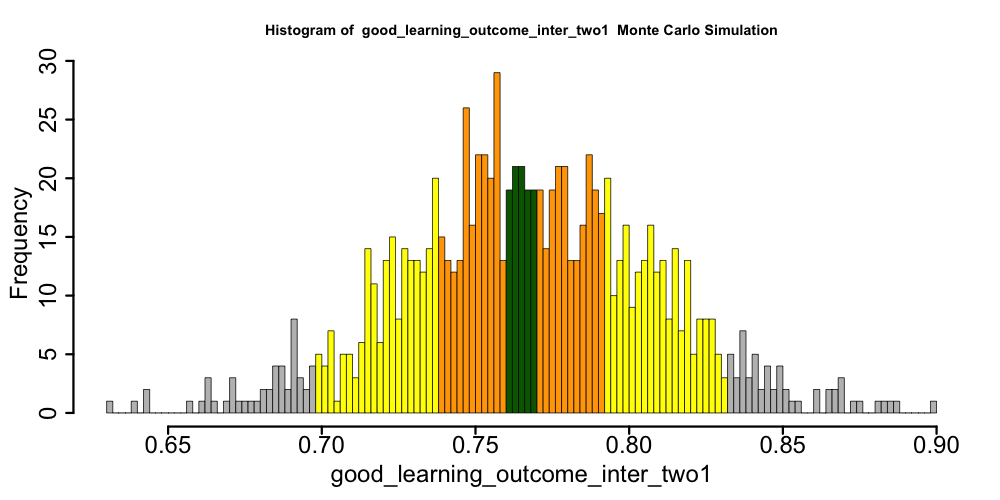 Histogram of  good_learning_outcome_inter_two1  Monte Carlo Simulation
Frequency
30
25
20
15
10
5
0
0.65 0.70 0.75 0.80 0.85 0.90
good_learning_outcome_inter_two1